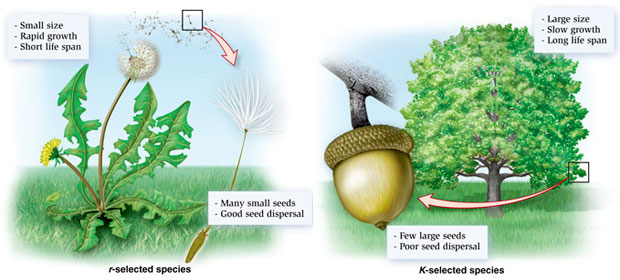 - Small size
- Rapid growth
- Short life span
- Many small seeds
- Good seed dispersal
r-selected species
- Large size
- Slow growth
- Long life span
- Few large seeds
- Poor seed dispersal
K-selected species